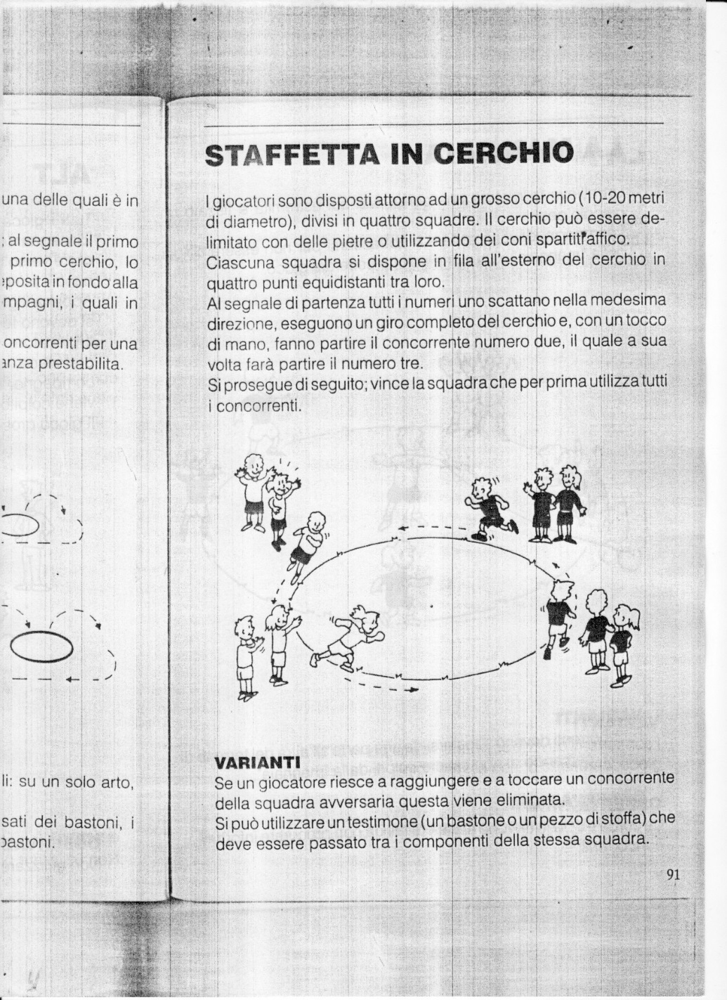 una delle quali è in
; al segnale il primo
primo cerchio, lo
in fondo alla
i quali in
oncorrenti per una
prestabilita.
li: su un solo arto,
sati dei bastoni, i
STAFFETTA IN CERCHIO
I giocatori sono disposti attorno ad un grosso cerchio (10-20 metri
di diametro), divisi in quattro squadre. Il cerchio può essere de-
limitato con delle pietre o utilizzando dei coni spartitraffico.
Ciascuna squadra si dispone in fila all'esterno del cerchio in
quattro punti equidistanti tra loro.
Al segnale di partenza tutti i numeri uno scattano nella medesima
direzione, eseguono un giro completo del cerchio e, con un tocco
di mano, fanno partire il concorrente numero due, il quale a sua
volta farà partire il numero tre.
Si prosegue di seguito; vince la squadra che per prima utilizza tutti
i concorrenti.
VARIANTI
Se un giocatore riesce a raggiungere e a toccare un concorrente
della squadra avversaria questa viene eliminata.
Si può utilizzare un testimone (un bastone o un pezzo di stoffa) che
deve essere passato tra i componenti della stessa squadra.
91